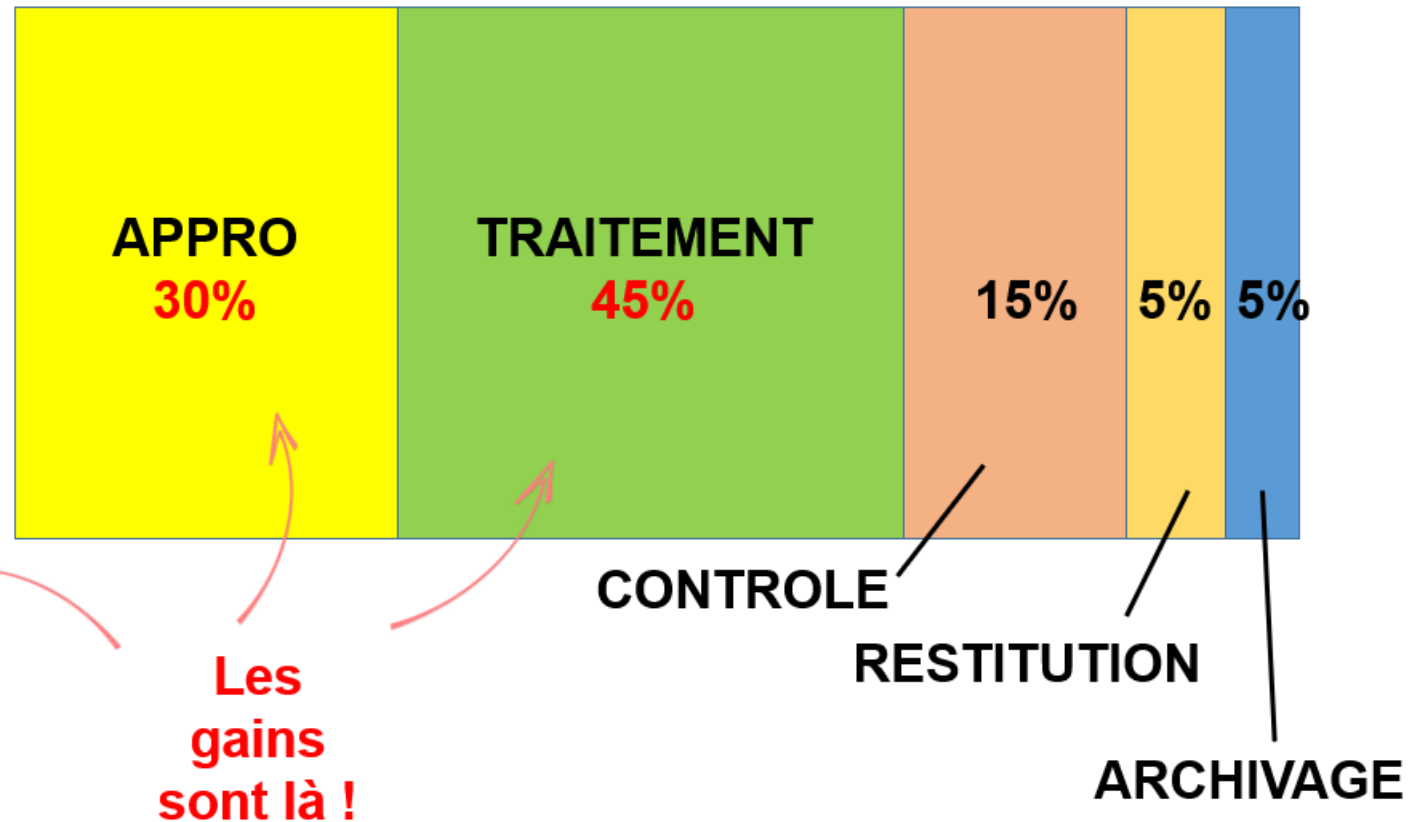 APPRO
30%
TRAITEMENT
45%
15%
5%
5%
CONTROLE
RESTITUTION
ARCHIVAGE
Les
gains
sont là !